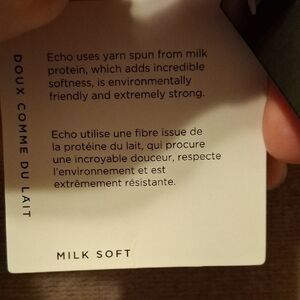 DOUX COMME DU LAIT
Echo uses yarn spun from milk
protein, which adds incredible
softness, is environmentally
friendly and extremely strong.
Echo utilise une fibre issue de
la protéine du lait, qui procure
une incroyable douceur, respecte
l'environnement et est
extrêmement résistante.
MILK SOFT